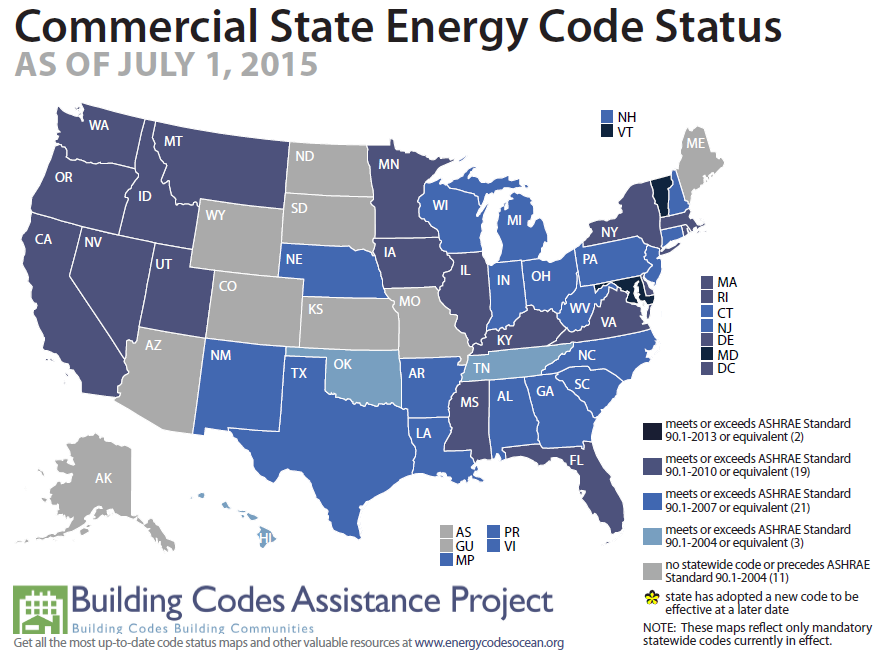 Commercial State Energy Code Status
AS OF JULY 1, 2015
NH
VT
WA
MT
ND
MN
ME
OR
ID
SD
WI
MI
NY
WY
CA
NV
UT
NE
IA
IL
IN
OH
PA
CO
KS
MO
WV
VA
KY
AZ
NM
OK
TX
AR
TN
NC
SC
MS
AL
GA
LA
FL
AK
HI
MA
RI
CT
NJ
DE
MD
DC
meets or exceeds ASHRAE Standard
90.1-2013 or equivalent (2)
meets or exceeds ASHRAE Standard
90.1-2010 or equivalent (19)
meets or exceeds ASHRAE Standard
90.1-2007 or equivalent (21)
meets or exceeds ASHRAE Standard
90.1-2004 or equivalent (3)
no statewide code or precedes ASHRAE
Standard 90.1-2004 (11)
state has adopted a new code to be
effective at a later date
NOTE: These maps reflect only mandatory
statewide codes currently in effect.
AS PR
GU VI
MP
Building Codes Assistance Project
Building Codes Building Communities
Get all the most up-to-date code status maps and other valuable resources at www.energycodesocean.org